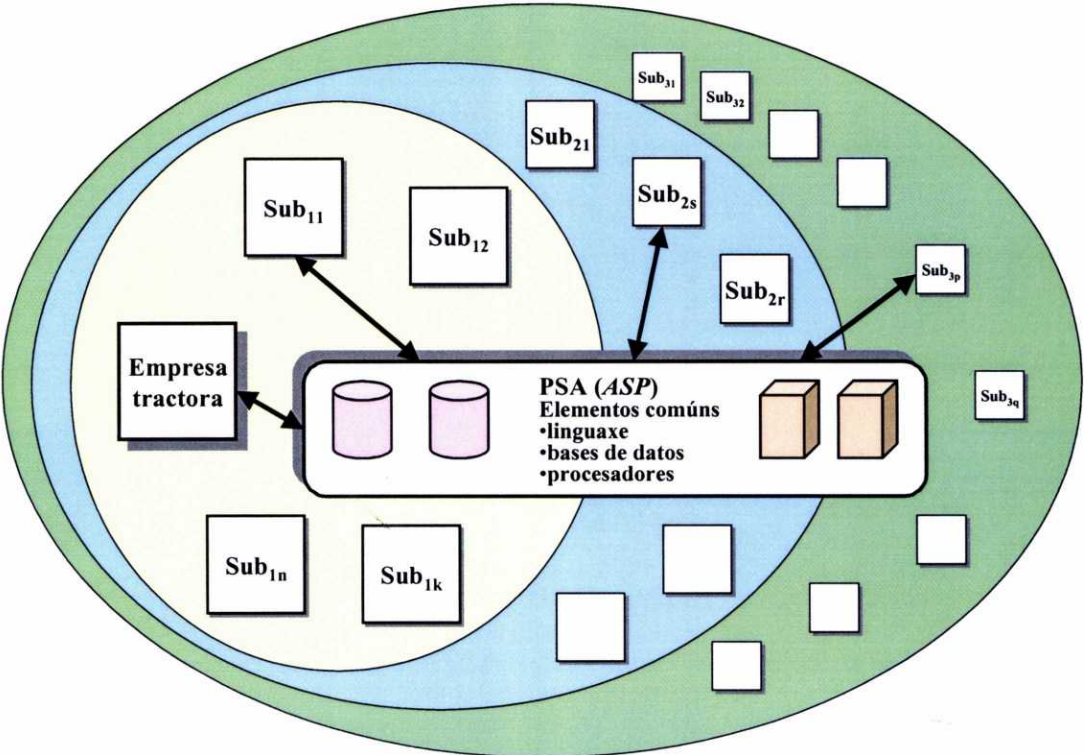 Sub31
Sub32
Sub21
Sub11
Sub2s
Sub12
Sub3p
Sub2r
Empresa
tractora
PSA (ASP)
Elementos comúns
•linguaxe
•bases de datos
•procesadores
Sub3q
Sub1n
Sub1k